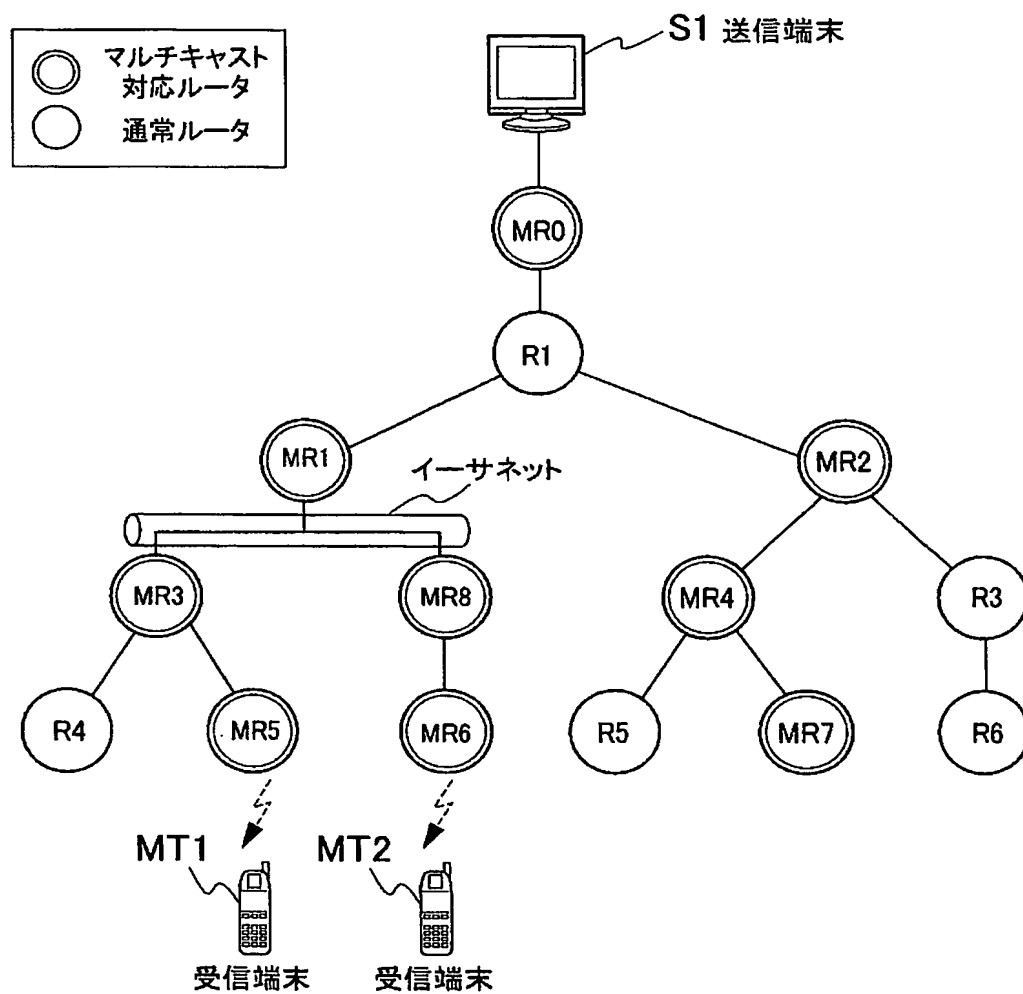 マルチキャスト
対応ルータ
通常ルータ
S1 送信端末
MR0
R1
MR1
イーサネット
MR2
MR3
MR8
MR4
R3
R4
MR5
MR6
R5
MR7
R6
MT1
MT2
受信端末
受信端末